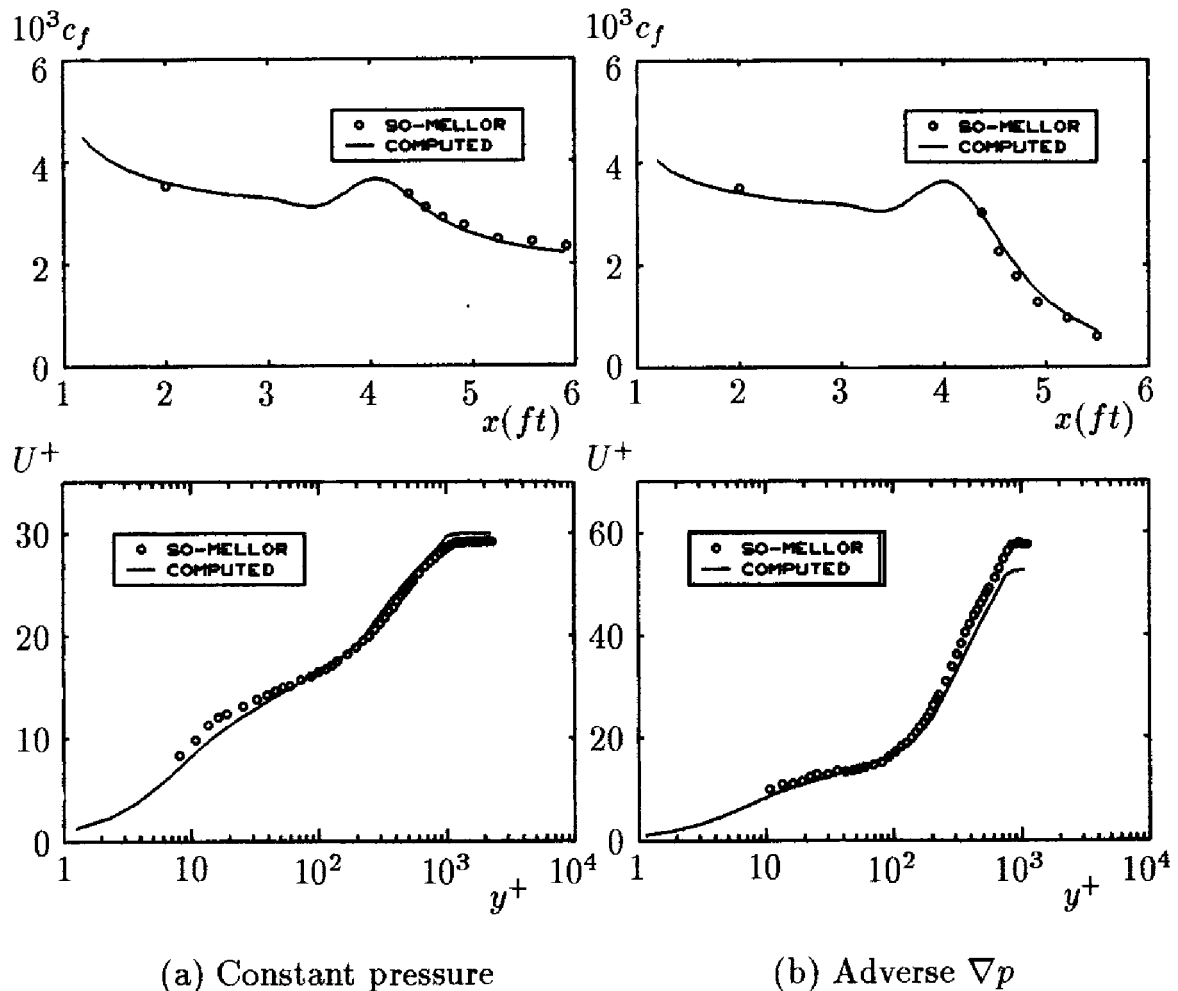 10³c_f
6
4
2
0
SO-MELLOR
COMPUTED
1 2 3 4 5 6
x(ft)
10³c_f
6
4
2
0
SO-MELLOR
COMPUTED
1 2 3 4 5 6
x(ft)
U⁺
30
20
10
0
SO-MELLOR
COMPUTED
1 10 10² 10³ 10⁴
y⁺
U⁺
60
40
20
0
SO-MELLOR
COMPUTED
1 10 10² 10³ 10⁴
y⁺
(a) Constant pressure
(b) Adverse ∇p